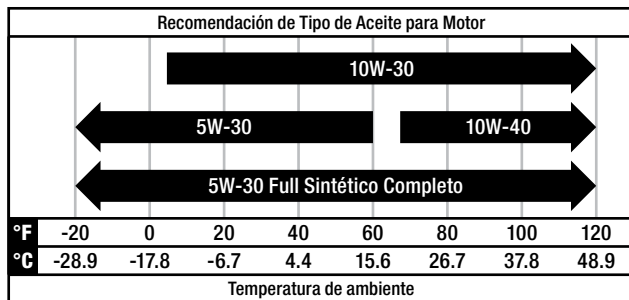 Recomendación de Tipo de Aceite para Motor
10W-30
5W-30 10W-40
5W-30 Full Sintético Completo
°F -20 0 20 40 60 80 100 120
°C -28.9 -17.8 -6.7 4.4 15.6 26.7 37.8 48.9
Temperatura de ambiente